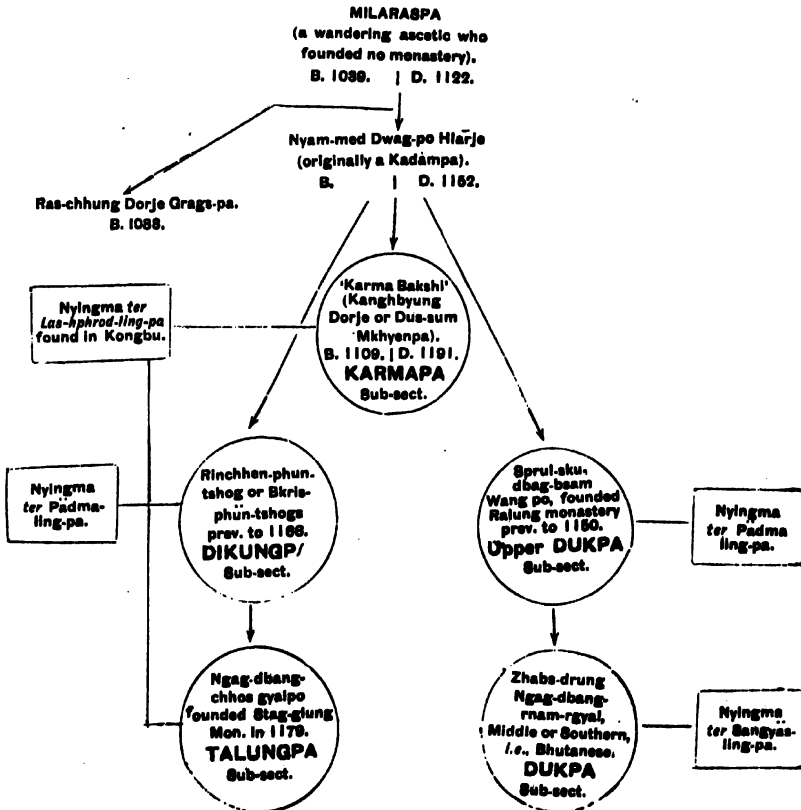 MILARASPA
(a wandering ascetic who
founded no monastery).
B. 1039. | D. 1122.
Nyam-med Dwag-po Hlarje
(originally a Kadampa).
B. | D. 1152.
Ras-chhung Dorje Grags-pa.
B. 1088.
'Karma Bakshi'
(Kanghbyung
Dorje or Dus-sum
Mkhyenpa).
B. 1109. | D. 1191.
KARMAPA
Sub-sect.
Nyingma ter
Las-hphrod-ling-pa
found in Kongbu.
Nyingma
ter Pädma-
ling-pa.
Rinchhen-phun-
tshog or Bkris-
phün-tshogs
prev. to 1166.
DIKUNGP/
Sub-sect.
Sprul-sku,
dbag-bsam
Wang po, founded
Ralung monastery
prev. to 1150.
Upper DUKPA
Sub-sect.
Nyingma
ter Pädma
ling-pa.
Ngag-dbang-
chhos gyalpo
founded Stag-glung
Mon. in 1179.
TALUNGPA
Sub-sect.
Zhabs-drung
Ngag-dbang-
rnam-rgyal,
Middle or Southern,
i.e., Bhutanese,
DUKPA
Sub-sect.
Nyingma
ter Sangyäs-
ling-pa.